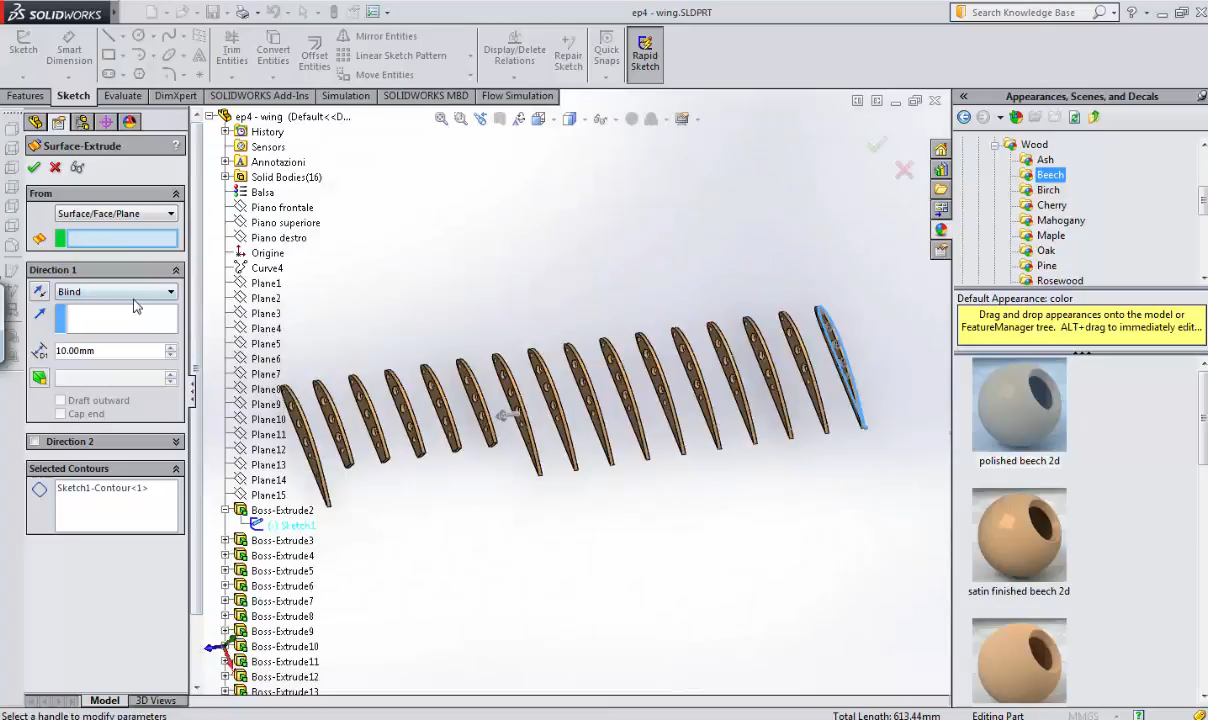 SOLIDWORKS
ep4 - wing.SLDPRT
Search Knowledge Base
?
Sketch
Smart
Dimension
Trim
Entities
Convert
Entities
Offset
Entities
Mirror Entities
Linear Sketch Pattern
Move Entities
Display/Delete
Relations
Repair
Sketch
Quick
Snaps
Rapid
Sketch
Features
Sketch
Evaluate
DimXpert
SOLIDWORKS Add-Ins
Simulation
SOLIDWORKS MBD
Flow Simulation
Surface-Extrude
?
From
Surface/Face/Plane
Direction 1
Blind
10.00mm
Draft outward
Cap end
Direction 2
Selected Contours
Sketch1-Contour<1>
ep4 - wing (Default<<D...
History
Sensors
Annotazioni
Solid Bodies(16)
Balsa
Piano frontale
Piano superiore
Piano destro
Origine
Curve4
Plane1
Plane2
Plane3
Plane4
Plane5
Plane6
Plane7
Plane8
Plane9
Plane10
Plane11
Plane12
Plane13
Plane14
Plane15
Boss-Extrude2
(-) Sketch1
Boss-Extrude3
Boss-Extrude4
Boss-Extrude5
Boss-Extrude6
Boss-Extrude7
Boss-Extrude8
Boss-Extrude9
Boss-Extrude10
Boss-Extrude11
Boss-Extrude12
Boss-Extrude13
Appearances, Scenes, and Decals
Wood
Ash
Beech
Birch
Cherry
Mahogany
Maple
Oak
Pine
Rosewood
Default Appearance: color
Drag and drop appearances onto the model or
FeatureManager tree. ALT+drag to immediately edit...
polished beech 2d
satin finished beech 2d
Model
3D Views
Select a handle to modify parameters
Total Length: 613.44mm
Editing Part
MMGS
?